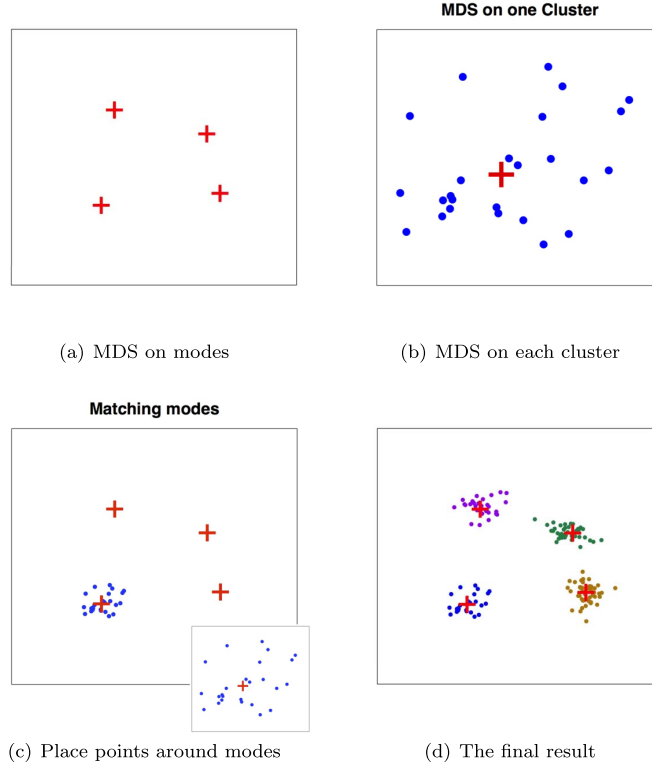 MDS on one Cluster
(a) MDS on modes
(b) MDS on each cluster
Matching modes
(c) Place points around modes
(d) The final result